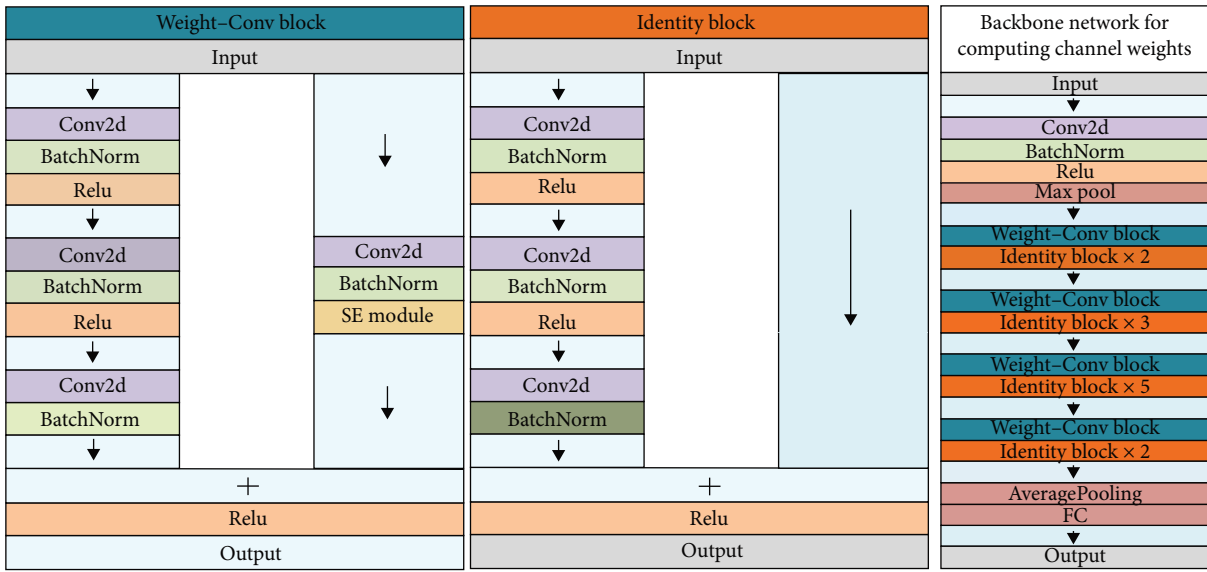 Weight–Conv block
Input
Conv2d
BatchNorm
Relu
Conv2d
BatchNorm
Relu
Conv2d
BatchNorm
Conv2d
BatchNorm
SE module
+
Relu
Output
Identity block
Input
Conv2d
BatchNorm
Relu
Conv2d
BatchNorm
Relu
Conv2d
BatchNorm
+
Relu
Output
Backbone network for
computing channel weights
Input
Conv2d
BatchNorm
Relu
Max pool
Weight–Conv block
Identity block × 2
Weight–Conv block
Identity block × 3
Weight–Conv block
Identity block × 5
Weight–Conv block
Identity block × 2
AveragePooling
FC
Output